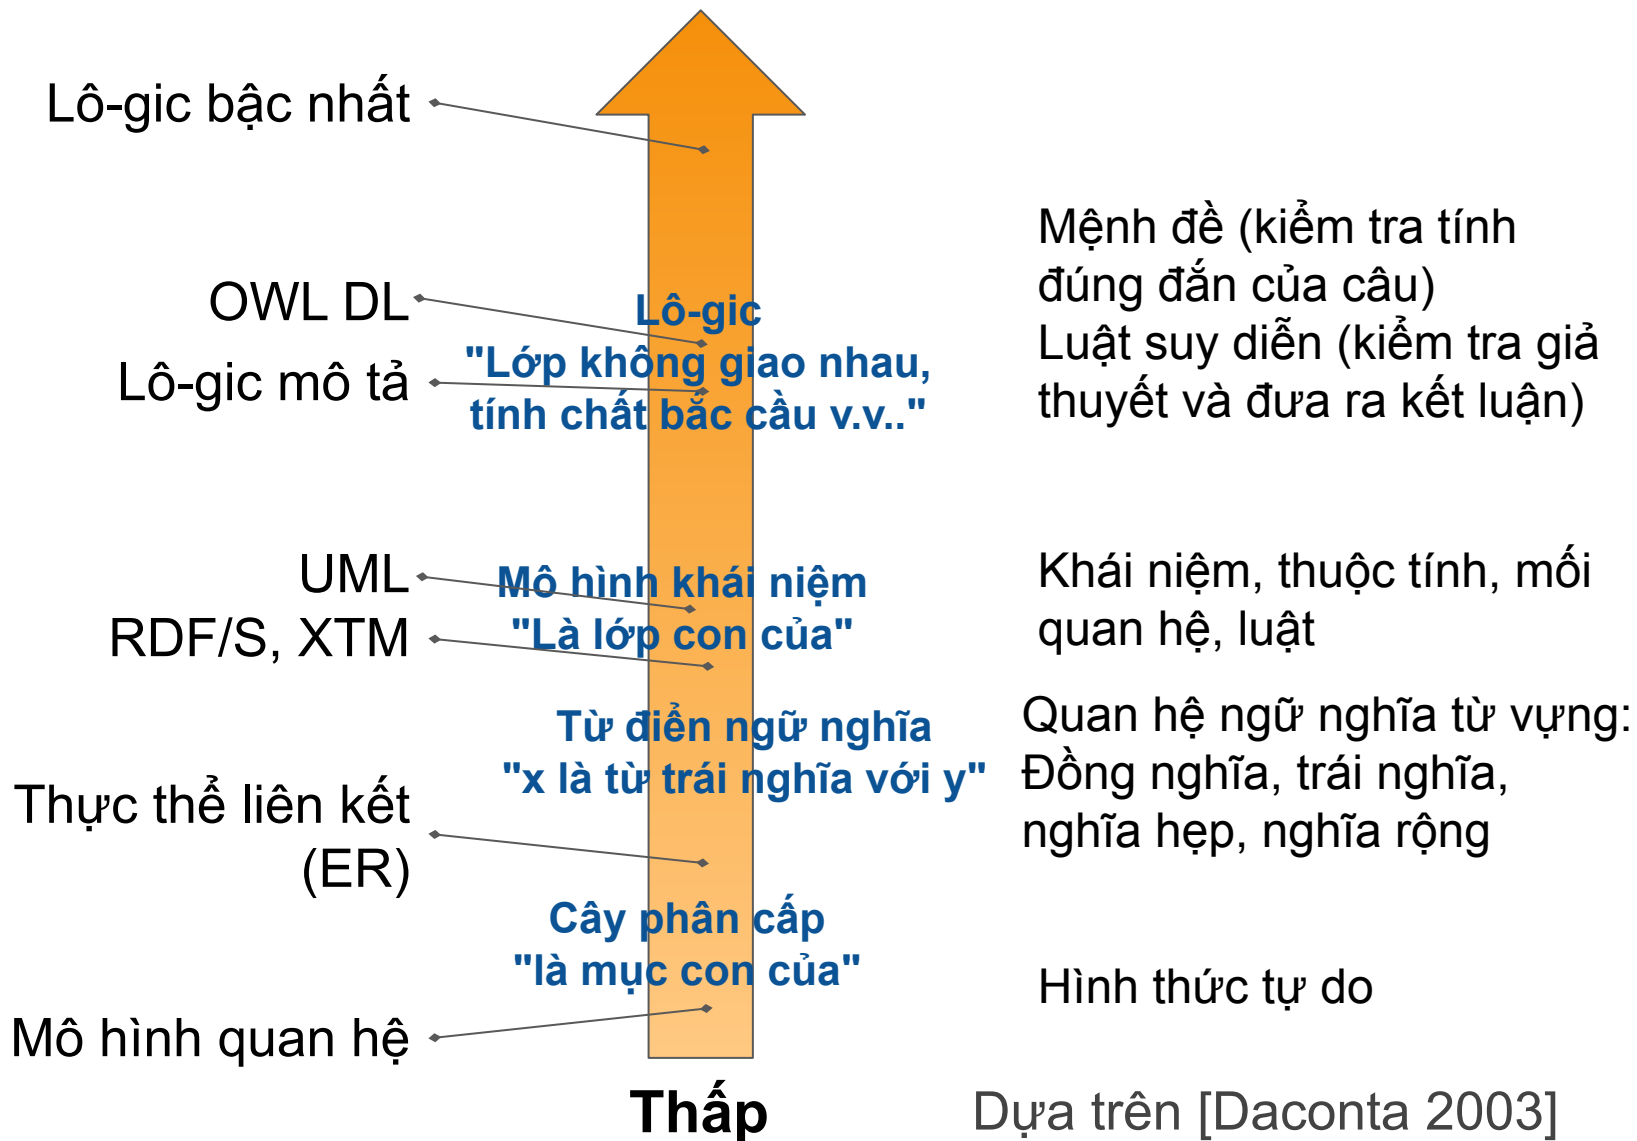 Lô-gic bậc nhất
OWL DL
Lô-gic mô tả
Lô-gic
"Lớp không giao nhau,
tính chất bắc cầu v.v.."
Mệnh đề (kiểm tra tính
đúng đắn của câu)
Luật suy diễn (kiểm tra giả
thuyết và đưa ra kết luận)
UML
RDF/S, XTM
Mô hình khái niệm
"Là lớp con của"
Khái niệm, thuộc tính, mối
quan hệ, luật
Từ điển ngữ nghĩa
"x là từ trái nghĩa với y"
Quan hệ ngữ nghĩa từ vựng:
Đồng nghĩa, trái nghĩa,
nghĩa hẹp, nghĩa rộng
Thực thể liên kết
(ER)
Cây phân cấp
"là mục con của"
Hình thức tự do
Mô hình quan hệ
Thấp
Dựa trên [Daconta 2003]